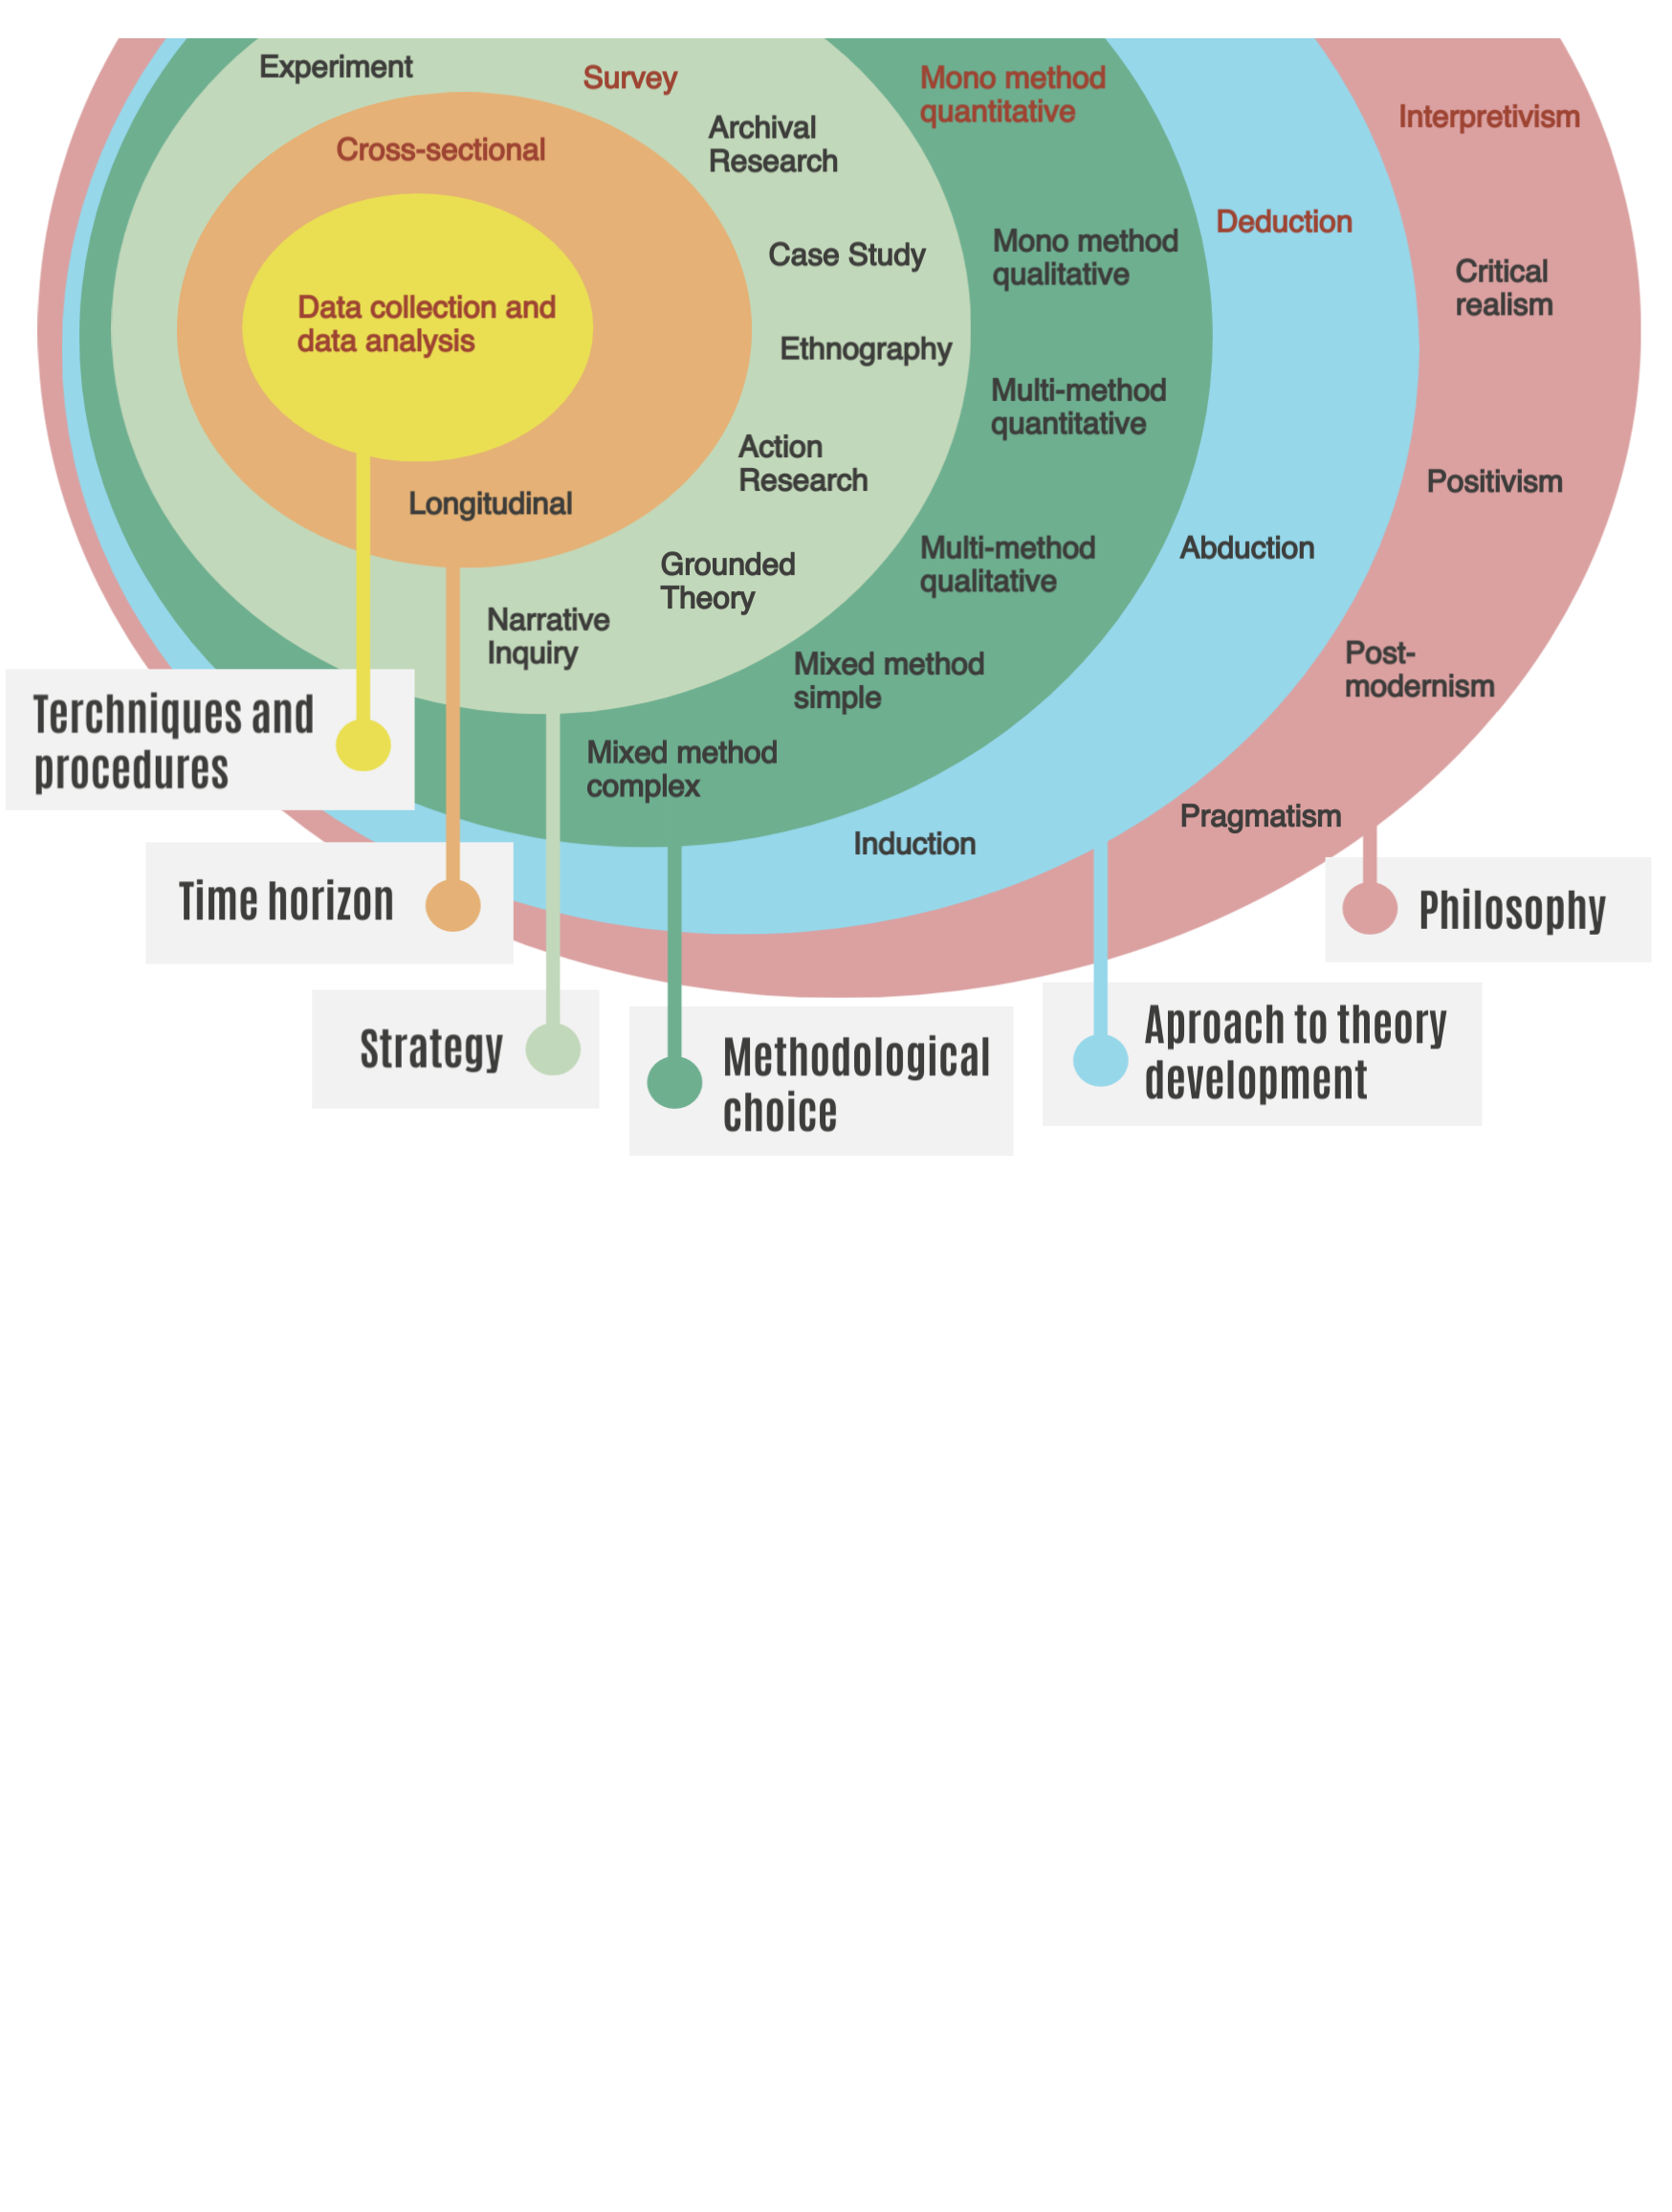 Experiment
Survey
Mono method
quantitative
Interpretivism
Archival
Research
Cross-sectional
Deduction
Case Study
Mono method
qualitative
Critical
realism
Data collection and
data analysis
Ethnography
Multi-method
quantitative
Action
Research
Positivism
Longitudinal
Grounded
Theory
Multi-method
qualitative
Abduction
Narrative
Inquiry
Mixed method
simple
Post-
modernism
Terchniques and
procedures
Mixed method
complex
Pragmatism
Induction
Time horizon
Philosophy
Strategy
Methodological
choice
Aproach to theory
development